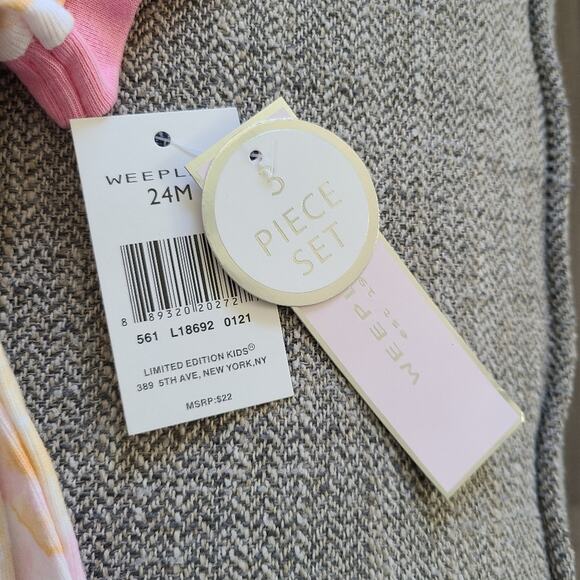 WEEPL
24M
8 89320 20272
561 L18692 0121
LIMITED EDITION KIDS®
389 5TH AVE, NEW YORK,NY
MSRP:$22
3
PIECE
SET
WEEPL